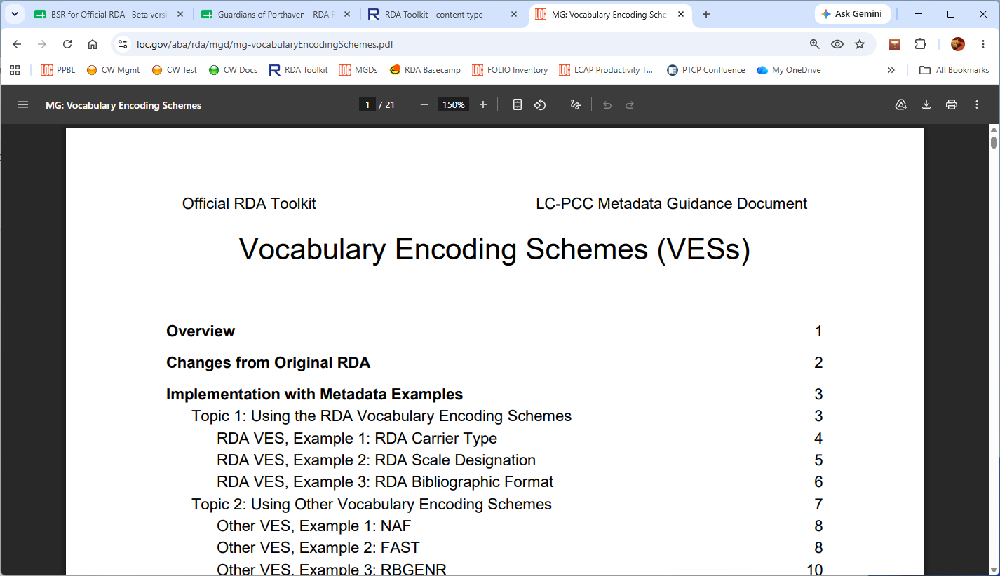 BSR for Official RDA--Beta versi
Guardians of Porthaven - RDA R
RDA Toolkit - content type
MG: Vocabulary Encoding Schem
Ask Gemini
loc.gov/aba/rda/mgd/mg-vocabularyEncodingSchemes.pdf
PPBL CW Mgmt CW Test CW Docs RDA Toolkit MGDs RDA Basecamp FOLIO Inventory LCAP Productivity T... PTCP Confluence My OneDrive All Bookmarks
MG: Vocabulary Encoding Schemes 1 / 21 150%
Official RDA Toolkit LC-PCC Metadata Guidance Document
Vocabulary Encoding Schemes (VESs)
Overview 1
Changes from Original RDA 2
Implementation with Metadata Examples 3
Topic 1: Using the RDA Vocabulary Encoding Schemes 3
RDA VES, Example 1: RDA Carrier Type 4
RDA VES, Example 2: RDA Scale Designation 5
RDA VES, Example 3: RDA Bibliographic Format 6
Topic 2: Using Other Vocabulary Encoding Schemes 7
Other VES, Example 1: NAF 8
Other VES, Example 2: FAST 8
Other VES, Example 3: RBGENR 10